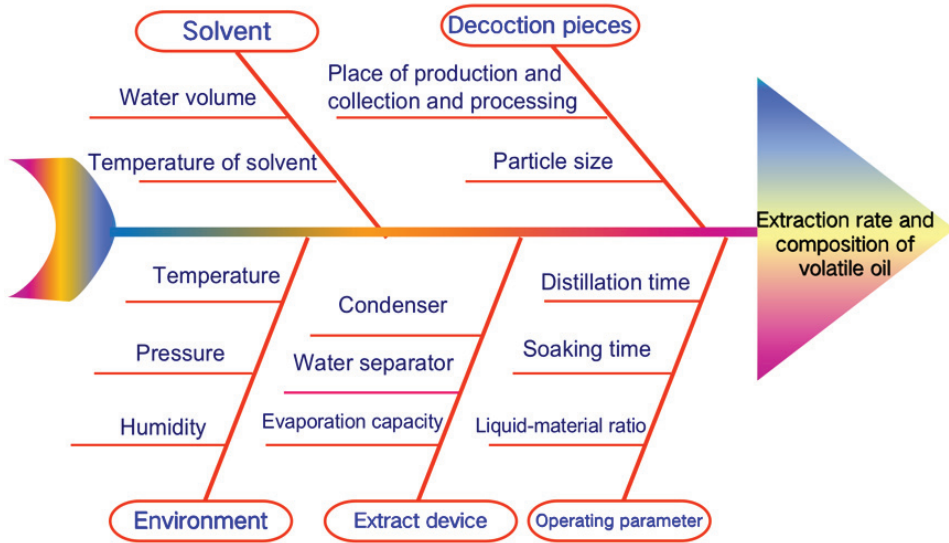 Solvent
Decoction pieces
Water volume
Place of production and
collection and processing
Temperature of solvent
Particle size
Extraction rate and
composition of
volatile oil
Temperature
Condenser
Distillation time
Pressure
Water separator
Soaking time
Humidity
Evaporation capacity
Liquid-material ratio
Environment
Extract device
Operating parameter